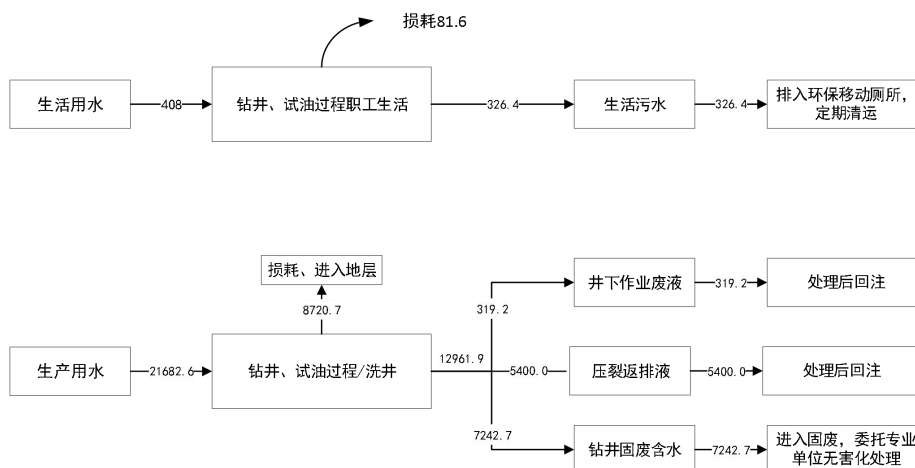 损耗81.6
生活用水
408
钻井、试油过程职工生活
326.4
生活污水
326.4
排入环保移动厕所，
定期清运
损耗、进入地层
8720.7
生产用水
21682.6
钻井、试油过程/洗井
12961.9
319.2
井下作业废液
319.2
处理后回注
5400.0
压裂返排液
5400.0
处理后回注
7242.7
钻井固废含水
7242.7
进入固废，委托专业
单位无害化处理